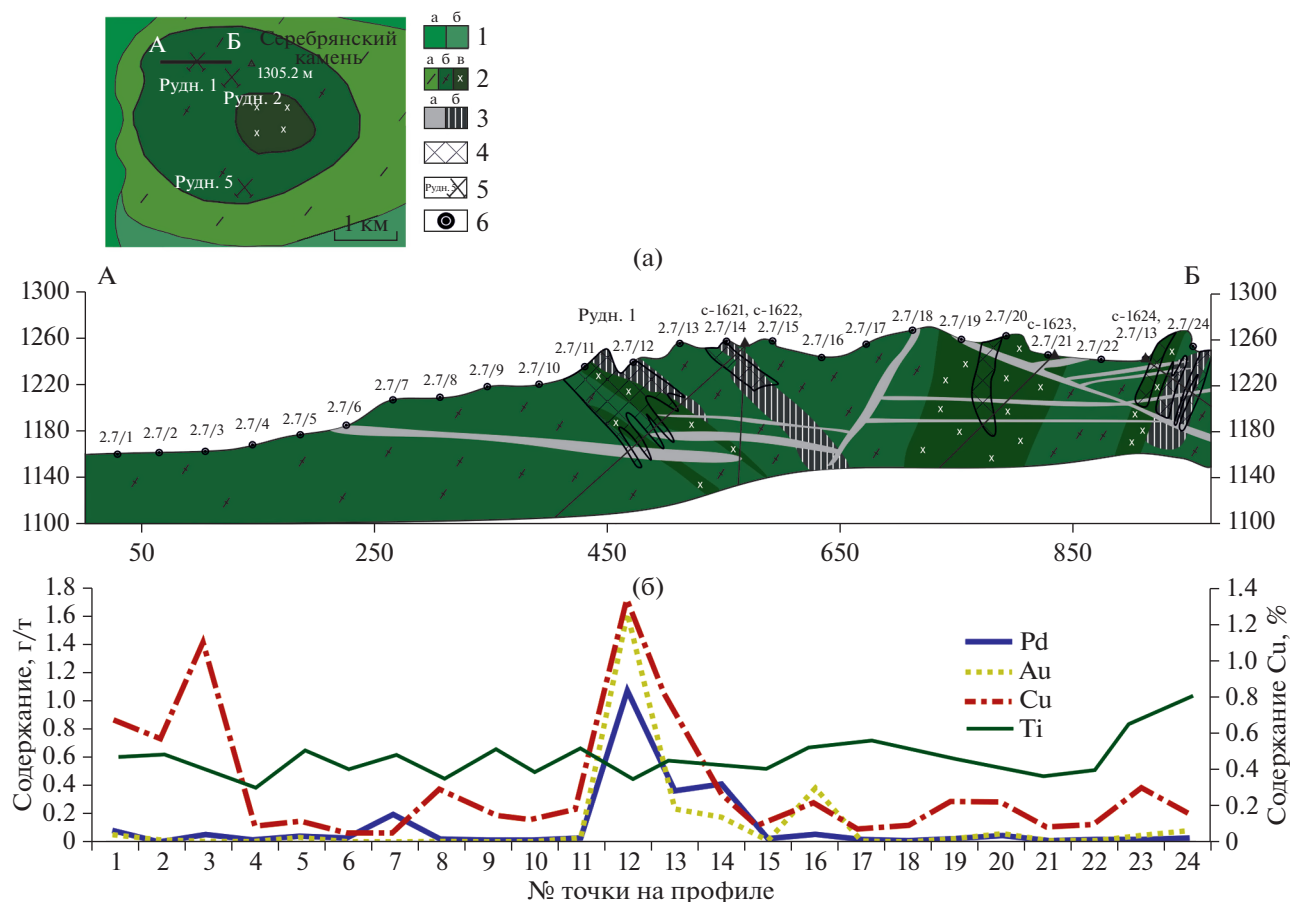 А
Б
Серебрянский
камень
1305.2 м
Рудн. 1
Рудн. 2
Рудн. 5
1 км
а б
1
а б в
2
а б
3
4
Рудн. 5
5
6
(а)
А
Б
1300
1260
1220
1180
1140
1100
1300
1260
1220
1180
1140
1100
Рудн. 1
2.7/1
2.7/2
2.7/3
2.7/4
2.7/5
2.7/6
2.7/7
2.7/8
2.7/9
2.7/10
2.7/11
2.7/12
2.7/13
с-1621,
2.7/14
с-1622,
2.7/15
2.7/16
2.7/17
2.7/18
2.7/19
2.7/20
с-1623,
2.7/21
2.7/22
с-1624,
2.7/13
2.7/24
50 250 450 650 850
(б)
Содержание, г/т
1.8
1.6
1.4
1.2
1.0
0.8
0.6
0.4
0.2
0
Содержание Cu, %
1.4
1.2
1.0
0.8
0.6
0.4
0.2
0
Pd
Au
Cu
Ti
1 2 3 4 5 6 7 8 9 10 11 12 13 14 15 16 17 18 19 20 21 22 23 24
№ точки на профиле